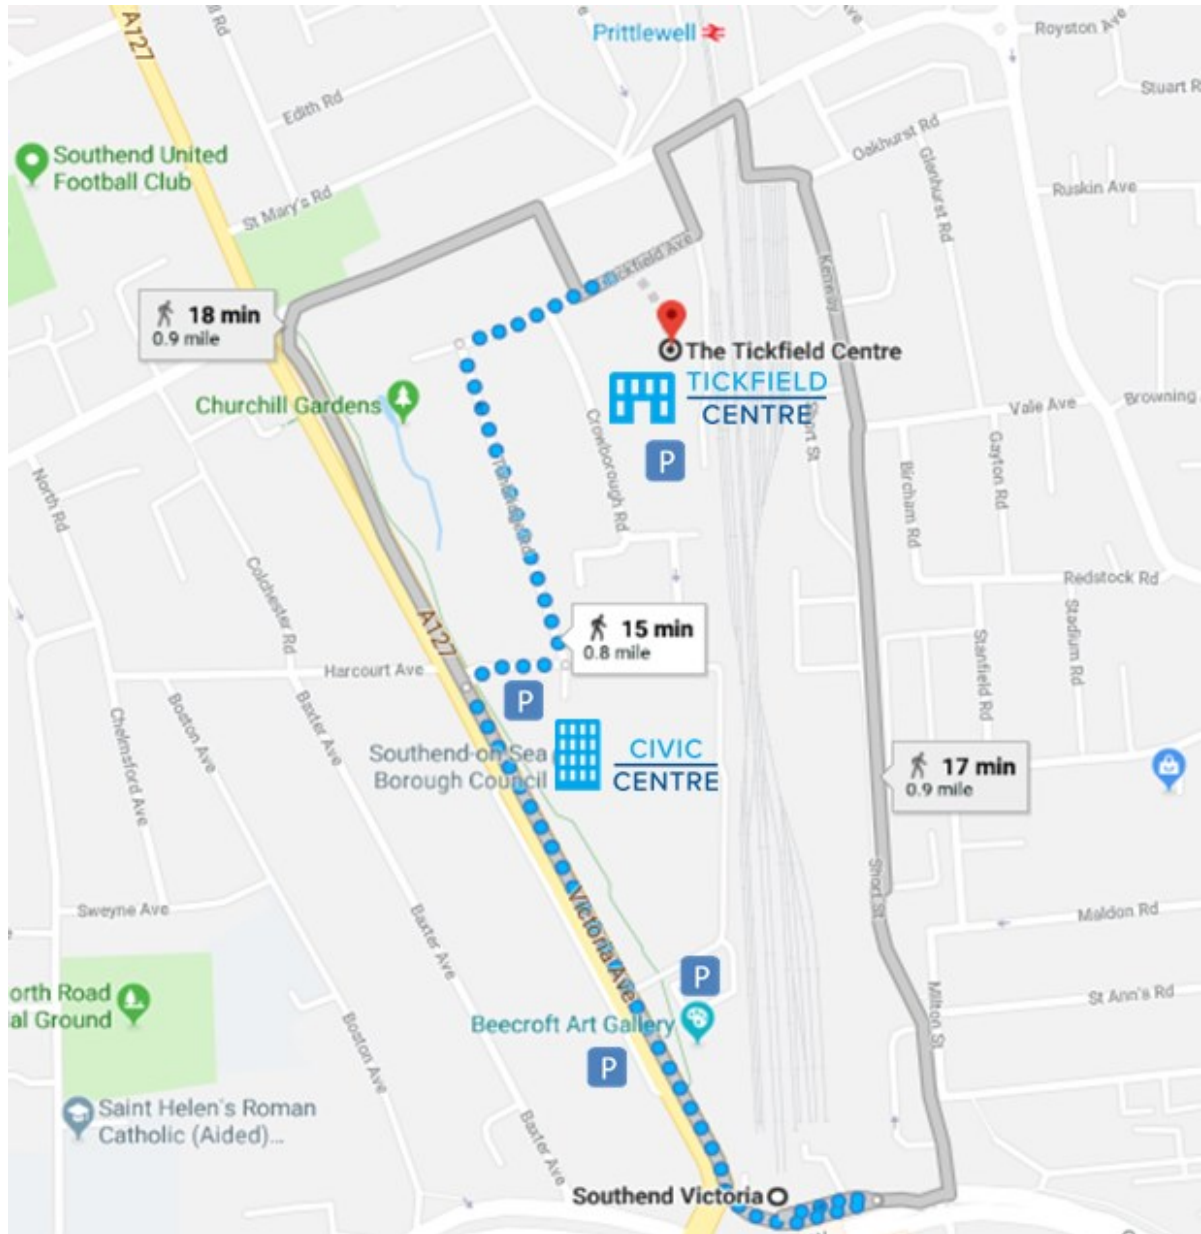 A127
Prittlewell
Royston Ave
Stuart R
Edith Rd
Oakhurst Rd
Glenhurst Rd
Southend United
Football Club
Ruskin Ave
St Mary's Rd
Tickfield Ave
Kenway
18 min
0.9 mile
The Tickfield Centre
TICKFIELD
CENTRE
Churchill Gardens
Vale Ave
Browning
Short St
Crowborough Rd
P
Gayton Rd
Bircham Rd
North Rd
Colchester Rd
Redstock Rd
A127
15 min
0.8 mile
Stadium Rd
Stanfield Rd
Harcourt Ave
P
Chelmsford Ave
Boston Ave
Baxter Ave
Southend-on-Sea
Borough Council
CIVIC
CENTRE
17 min
0.9 mile
Short St
Sweyne Ave
Baxter Ave
Victoria Ave
Maldon Rd
P
orth Road
al Ground
Beecroft Art Gallery
Milton St
St Ann's Rd
Boston Ave
P
Saint Helen's Roman
Catholic (Aided)...
Baxter Ave
Southend Victoria